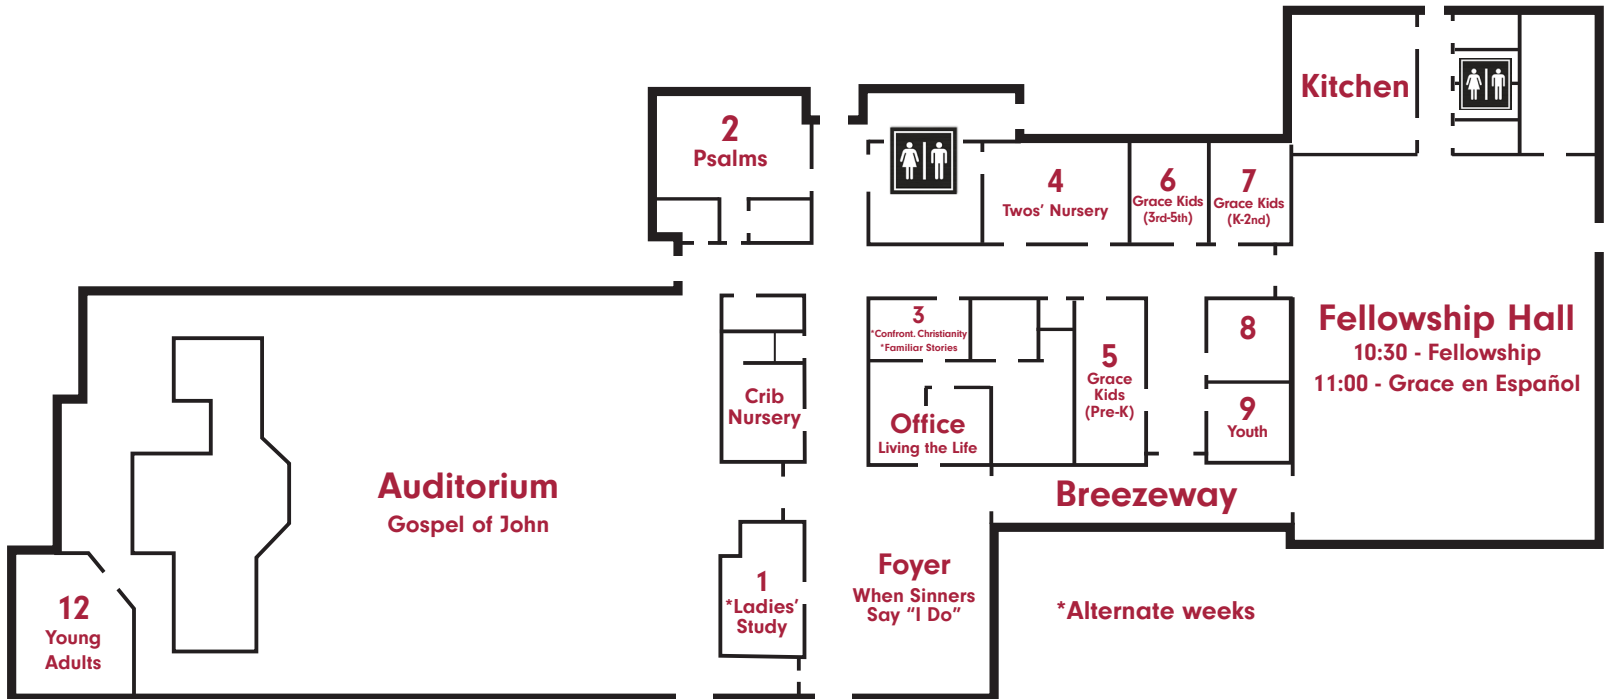 Kitchen
2
Psalms
4
Twos' Nursery
6
Grace Kids
(3rd-5th)
7
Grace Kids
(K-2nd)
3
*Confront. Christianity
*Familiar Stories
5
Grace
Kids
(Pre-K)
8
9
Youth
Fellowship Hall
10:30 - Fellowship
11:00 - Grace en Español
Crib
Nursery
Office
Living the Life
Auditorium
Gospel of John
Breezeway
12
Young
Adults
1
*Ladies'
Study
Foyer
When Sinners
Say “I Do”
*Alternate weeks